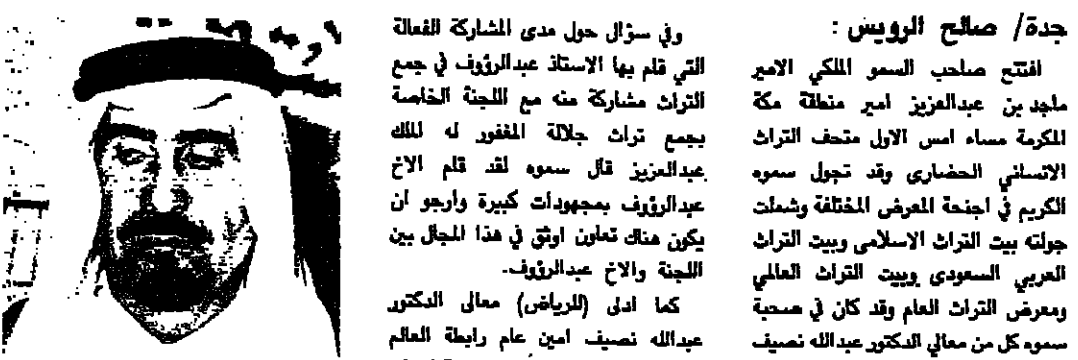 جدة/ صالح الرويس :
افتتح صاحب السمو الملكي الامير
ماجد بن عبدالعزيز امير منطقة مكة
المكرمة مساء امس الاول متحف التراث
الانساني الحضاري وقد تجول سموه
الكريم في اجنحة المعرض المختلفة وشملت
جولته بيت التراث الاسلامي وبيت التراث
العربي السعودي وبيت التراث العالمي
ومعرض التراث العام وقد كان في صحبة
سموه كل من معالي الدكتور عبدالله نصيف
وفي سؤال حول مدى المشاركة الفعالة
التي قام بها الاستاذ عبدالرؤوف في جمع
التراث مشاركة منه مع اللجنة الخاصة
بجمع تراث جلالة المغفور له الملك
عبدالعزيز قال سموه لقد قام الاخ
عبدالرؤوف بمجهودات كبيرة وارجو ان
يكون هناك تعاون اوثق في هذا المجال بين
اللجنة والاخ عبدالرؤوف.
كما ادلى (للرياض) معالى الدكتور
عبدالله نصيف امين عام رابطة العالم